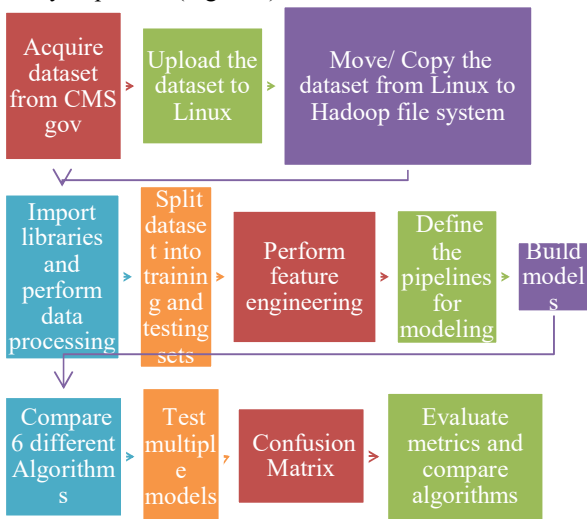 Acquire
dataset
from CMS
gov
Upload the
dataset to
Linux
Move/ Copy the
dataset from Linux to
Hadoop file system
Import
libraries
and
perform
data
processing
Split
datase
t into
trainin
g and
testing
sets
Perform
feature
engineering
Define
the
pipelines
for
modeling
Build
model
s
Compare
6 different
Algorithm
s
Test
multipl
e
models
Confusion
Matrix
Evaluate
metrics and
compare
algorithms